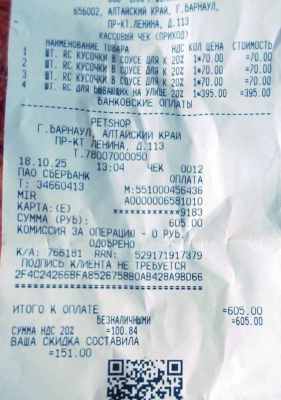 656002, АЛТАЙСКИЙ КРАЙ, Г.БАРНАУЛ,
ПР-КТ ЛЕНИНА, Д.113
КАССОВЫЙ ЧЕК (ПРИХОД)
№ НАИМЕНОВАНИЕ ТОВАРА НДС КОЛ ЦЕНА СТОИМОСТЬ
1 ШТ. RC КУСОЧКИ В СОУСЕ ДЛЯ К 20% 1*70.00 =70.00
2 ШТ. RC КУСОЧКИ В СОУСЕ ДЛЯ К 20% 1*70.00 =70.00
3 ШТ. RC КУСОЧКИ В СОУСЕ ДЛЯ К 20% 1*70.00 =70.00
4 ШТ. RC ДЛЯ БЫВАЮЩИХ НА УЛИЦЕ 20% 1*395.00 =395.00
БАНКОВСКИЕ ОПЛАТЫ
PETSHOP
Г.БАРНАУЛ, АЛТАЙСКИЙ КРАЙ
ПР-КТ ЛЕНИНА, Д.113
Т.78007000050
18.10.25 13:04 ЧЕК 0012
ПАО СБЕРБАНК ОПЛАТА
Т: 34660413 М:551000456436
MIR A0000006581010
КАРТА:(E) ************9183
СУММА (РУБ): 605.00
КОМИССИЯ ЗА ОПЕРАЦИЮ - 0 РУБ.
ОДОБРЕНО
К/А: 766181 RRN: 529171917379
ПОДПИСЬ КЛИЕНТА НЕ ТРЕБУЕТСЯ
2F4C24266BFA852675880AB428A9BD66
ИТОГО К ОПЛАТЕ =605.00
БЕЗНАЛИЧНЫМИ =605.00
СУММА НДС 20% =100.84
ВАША СКИДКА СОСТАВИЛА
=151.00